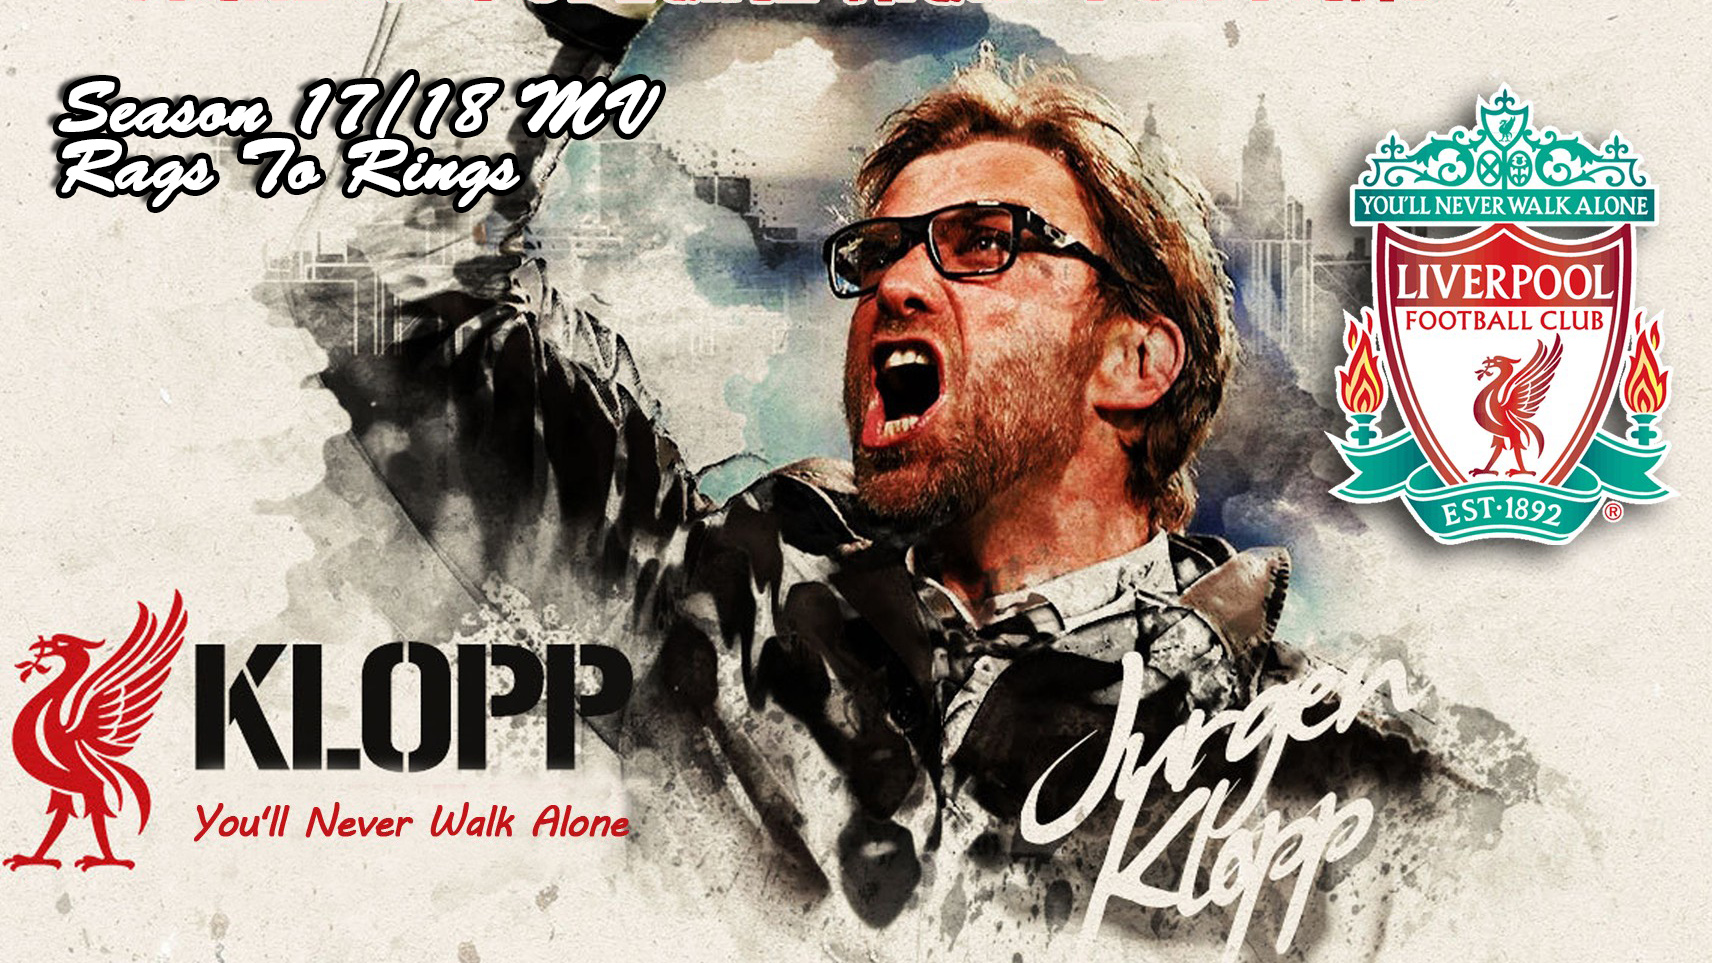 Season 17/18 MV
Rags To Rings
YOU'LL NEVER WALK ALONE
LIVERPOOL
FOOTBALL CLUB
EST·1892
®
KLOPP
You'll Never Walk Alone
Jurgen
Klopp